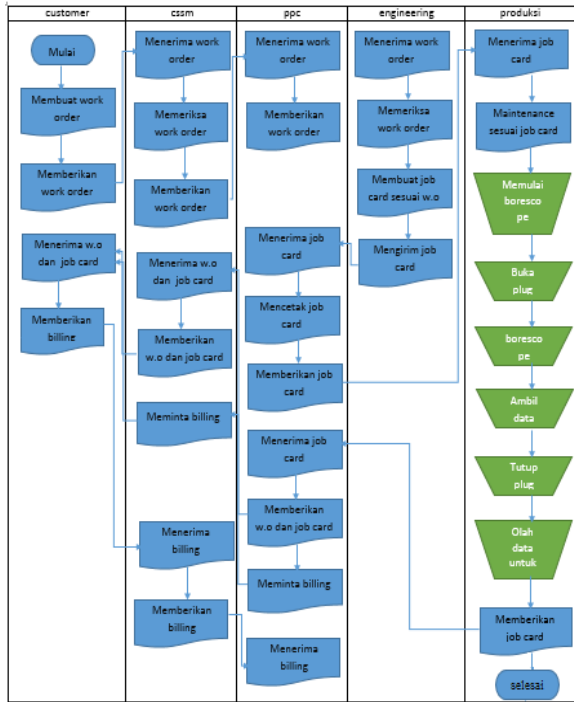 customer
cssm
ppc
engineering
produksi
Mulai
Membuat work
order
Memberikan
work order
Menerima w.o
dan job card
Memberikan
billing
Menerima work
order
Memeriksa
work order
Memberikan
work order
Menerima w.o
dan job card
Memberikan
w.o dan job card
Meminta billing
Menerima
billing
Memberikan
billing
Menerima work
order
Memberikan
work order
Menerima job
card
Mencetak job
card
Memberikan job
card
Menerima job
card
Memberikan
w.o dan job card
Meminta billing
Menerima
billing
Menerima work
order
Memeriksa
work order
Membuat job
card sesuai w.o
Mengirim job
card
Menerima job
card
Maintenance
sesuai job card
Memulai
boresco
pe
Buka
plug
boresco
pe
Ambil
data
Tutup
plug
Olah
data
untuk
Memberikan
job card
selesai